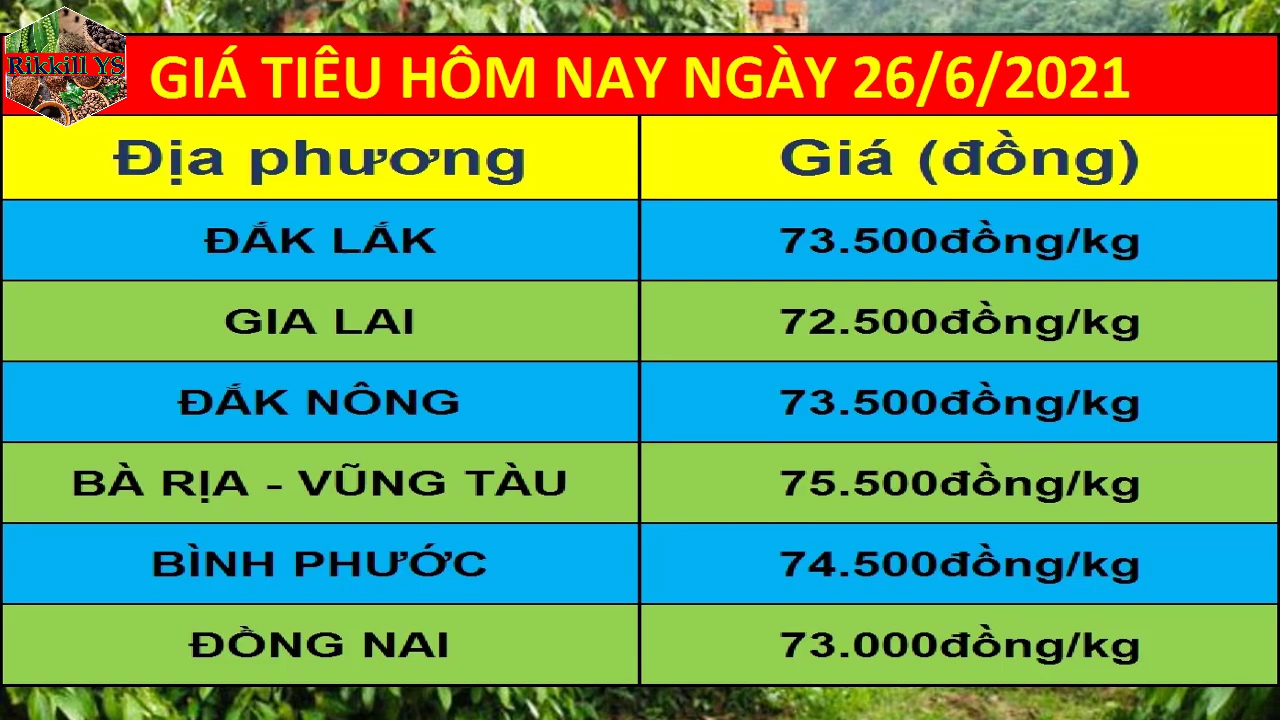 Rikkill YS
GIÁ TIÊU HÔM NAY NGÀY 26/6/2021
Địa phương Giá (đồng)
ĐẮK LẮK 73.500đồng/kg
GIA LAI 72.500đồng/kg
ĐẮK NÔNG 73.500đồng/kg
BÀ RỊA - VŨNG TÀU 75.500đồng/kg
BÌNH PHƯỚC 74.500đồng/kg
ĐỒNG NAI 73.000đồng/kg